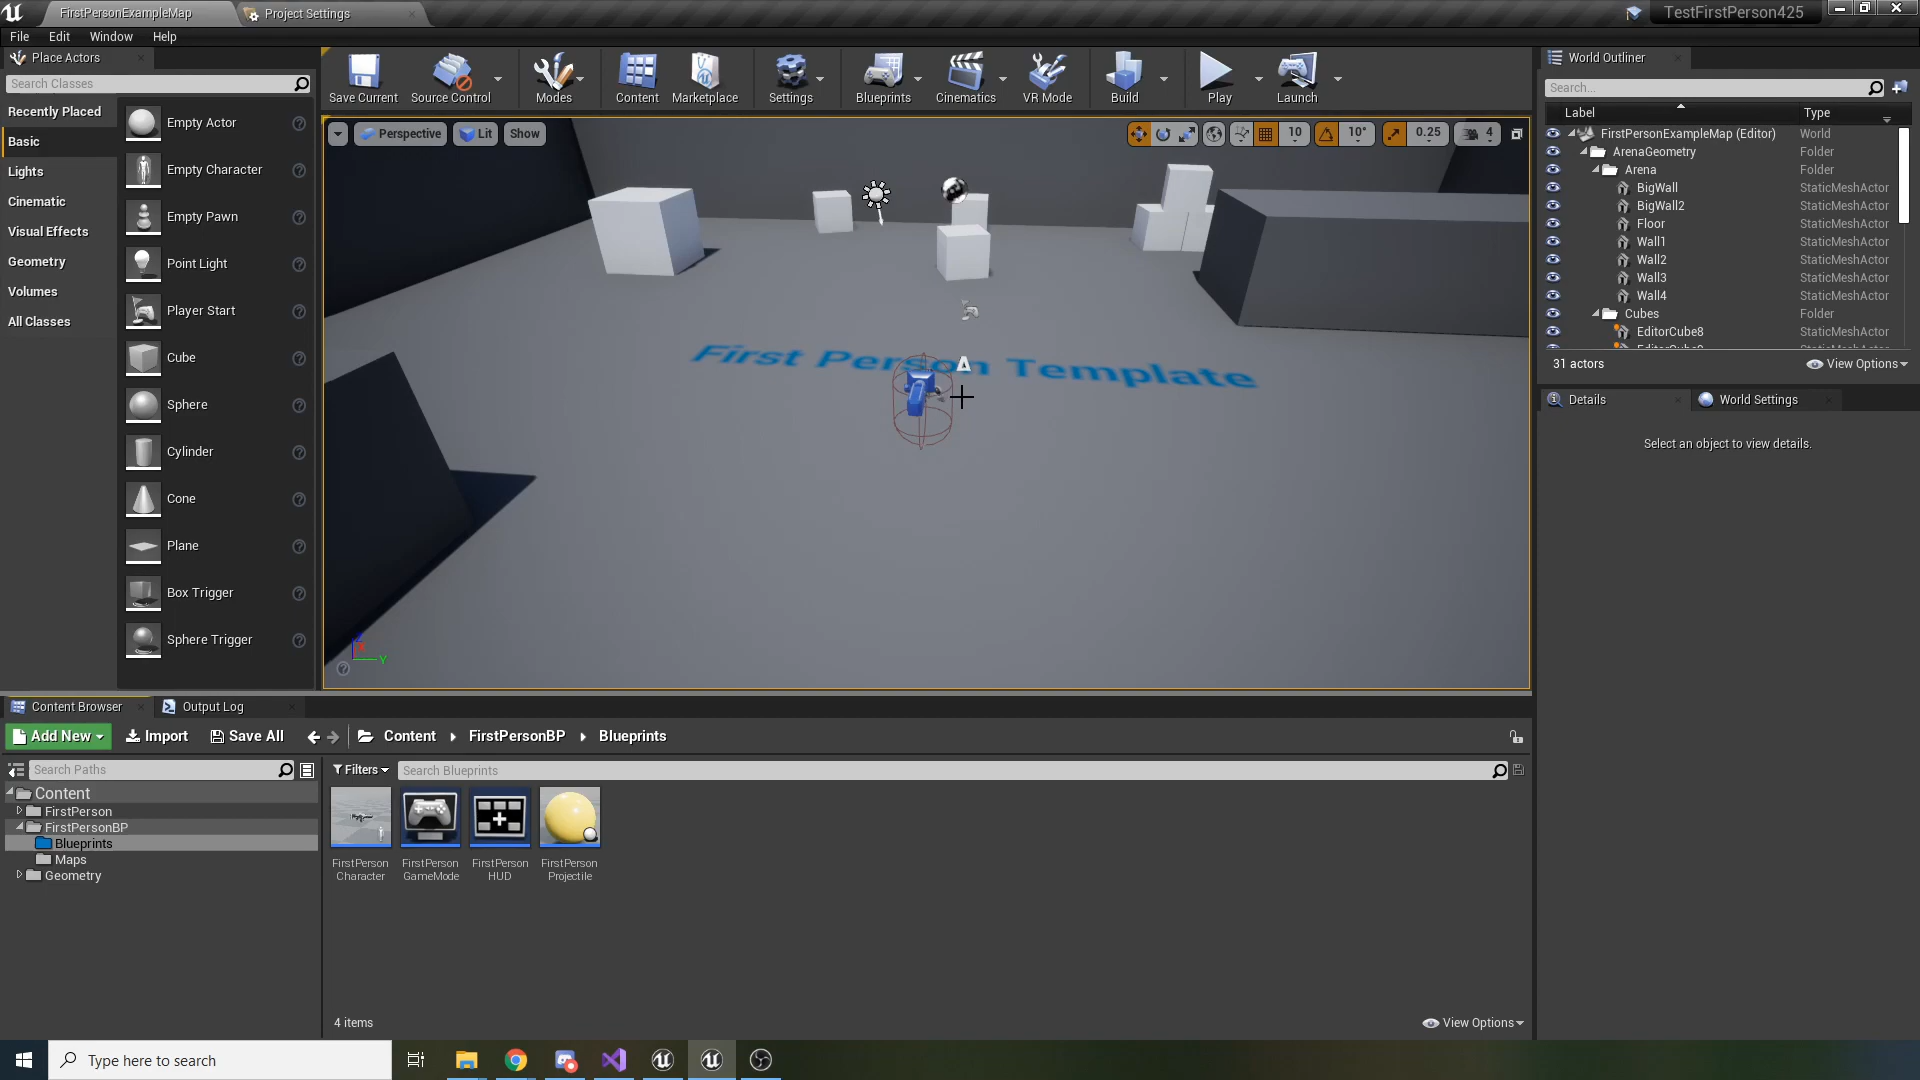 FirstPersonExampleMap
Project Settings
TestFirstPerson425
File
Edit
Window
Help
Place Actors
Search Classes
Recently Placed
Basic
Lights
Cinematic
Visual Effects
Geometry
Volumes
All Classes
Empty Actor
Empty Character
Empty Pawn
Point Light
Player Start
Cube
Sphere
Cylinder
Cone
Plane
Box Trigger
Sphere Trigger
Save Current
Source Control
Modes
Content
Marketplace
Settings
Blueprints
Cinematics
VR Mode
Build
Play
Launch
Perspective
Lit
Show
10
10°
0.25
4
First Person Template
A
Y
World Outliner
Search...
Label
Type
FirstPersonExampleMap (Editor) World
ArenaGeometry Folder
Arena Folder
BigWall StaticMeshActor
BigWall2 StaticMeshActor
Floor StaticMeshActor
Wall1 StaticMeshActor
Wall2 StaticMeshActor
Wall3 StaticMeshActor
Wall4 StaticMeshActor
Cubes Folder
EditorCube8 StaticMeshActor
31 actors
View Options
Details
World Settings
Select an object to view details.
Content Browser
Output Log
Add New
Import
Save All
Content
FirstPersonBP
Blueprints
Search Paths
Filters
Search Blueprints
Content
FirstPerson
FirstPersonBP
Blueprints
Maps
Geometry
FirstPerson
Character
FirstPerson
GameMode
FirstPerson
HUD
FirstPerson
Projectile
4 items
View Options
Type here to search